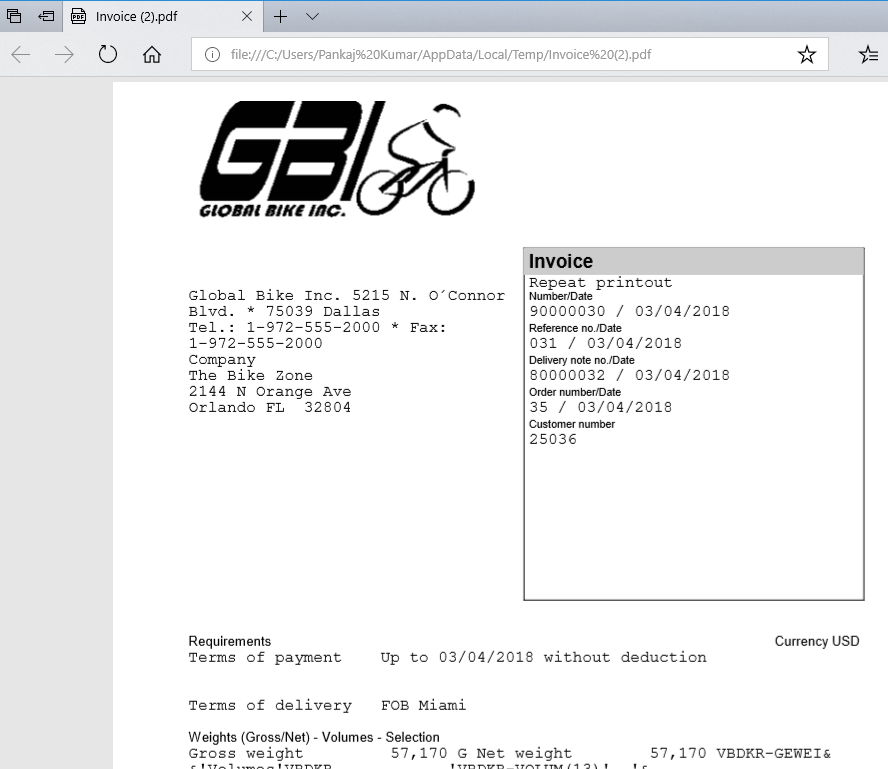 Invoice (2).pdf
file:///C:/Users/Pankaj%20Kumar/AppData/Local/Temp/Invoice%20(2).pdf
GBI
GLOBAL BIKE INC.
Invoice
Repeat printout
Number/Date
90000030 / 03/04/2018
Reference no./Date
031 / 03/04/2018
Delivery note no./Date
80000032 / 03/04/2018
Order number/Date
35 / 03/04/2018
Customer number
25036
Global Bike Inc. 5215 N. O´Connor
Blvd. * 75039 Dallas
Tel.: 1-972-555-2000 * Fax:
1-972-555-2000
Company
The Bike Zone
2144 N Orange Ave
Orlando FL  32804
Requirements Currency USD
Terms of payment Up to 03/04/2018 without deduction
Terms of delivery FOB Miami
Weights (Gross/Net) - Volumes - Selection
Gross weight 57,170 G Net weight 57,170 VBDKR-GEWEI&
&'Volumes'VBDKR 'VBDKR-VOLUM(13)'